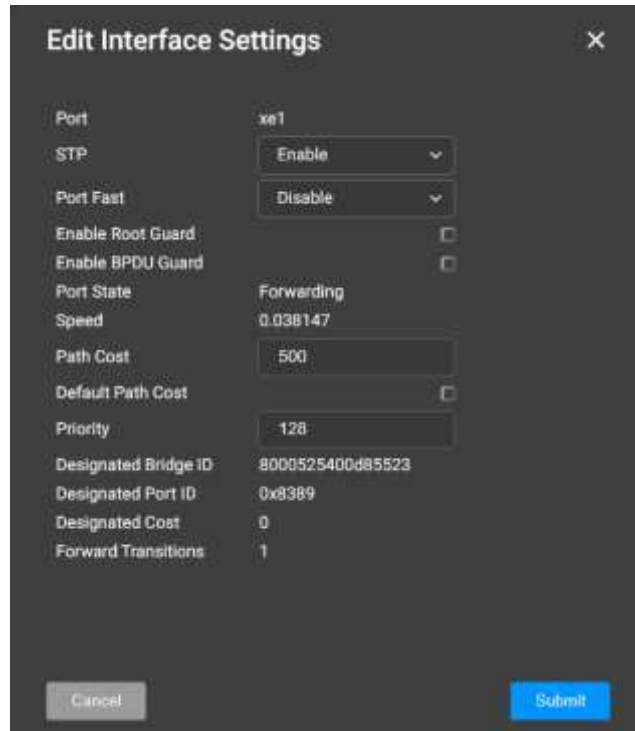 Edit Interface Settings
Port xe1
STP Enable
Port Fast Disable
Enable Root Guard
Enable BPDU Guard
Port State Forwarding
Speed 0.038147
Path Cost 500
Default Path Cost
Priority 128
Designated Bridge ID 8000525400d85523
Designated Port ID 0x8389
Designated Cost 0
Forward Transitions 1
Cancel Submit